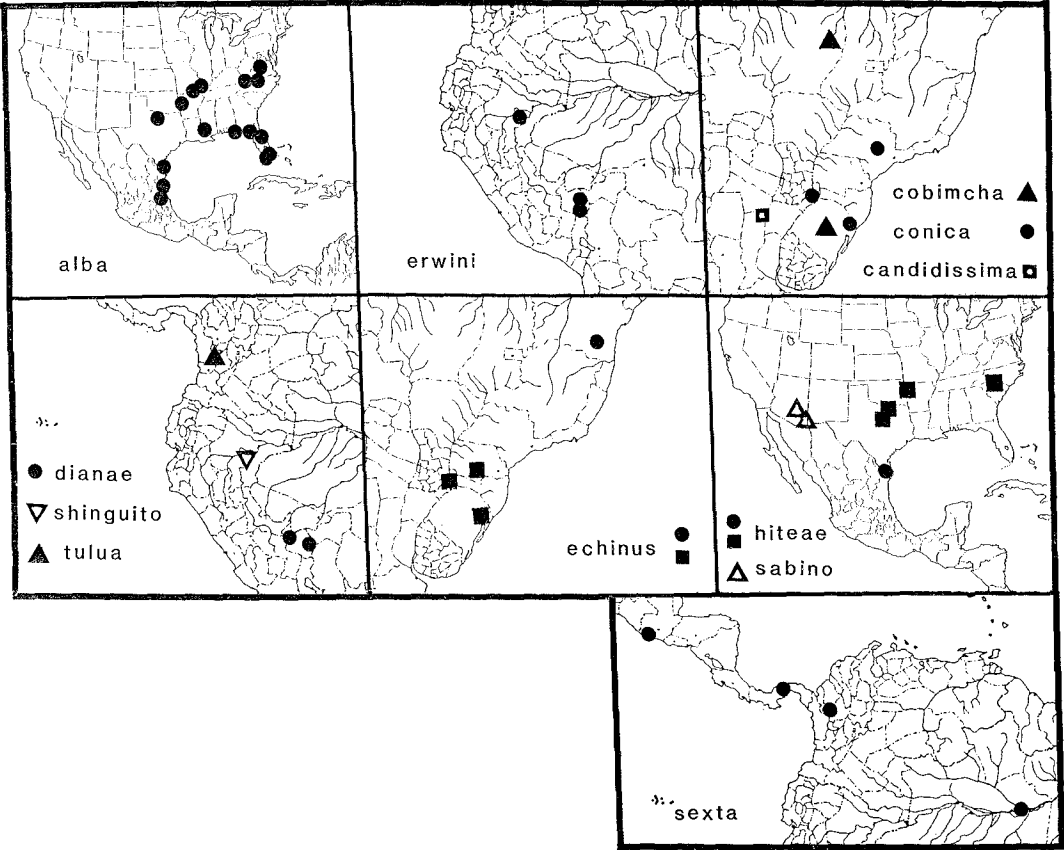 alba
erwini
cobimcha
conica
candidissima
dianae
shinguito
tulua
echinus
hiteae
sabino
sexta